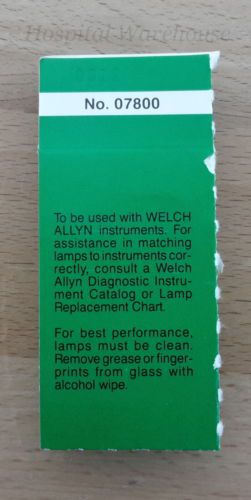 ©Hospital Warehouse
No. 07800
To be used with WELCH
ALLYN instruments. For
assistance in matching
lamps to instruments cor-
rectly, consult a Welch
Allyn Diagnostic Instru-
ment Catalog or Lamp
Replacement Chart.
For best performance,
lamps must be clean.
Remove grease or finger-
prints from glass with
alcohol wipe.